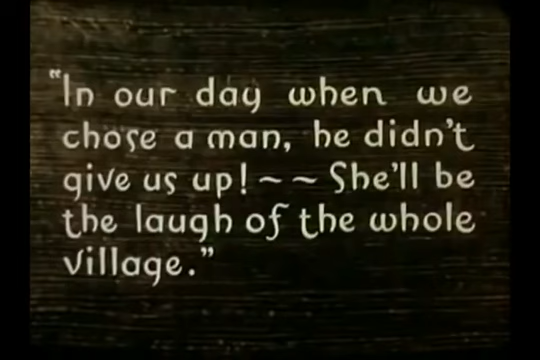 "In our day when we
chose a man, he didn't
give us up! ~ ~ She'll be
the laugh of the whole
village."